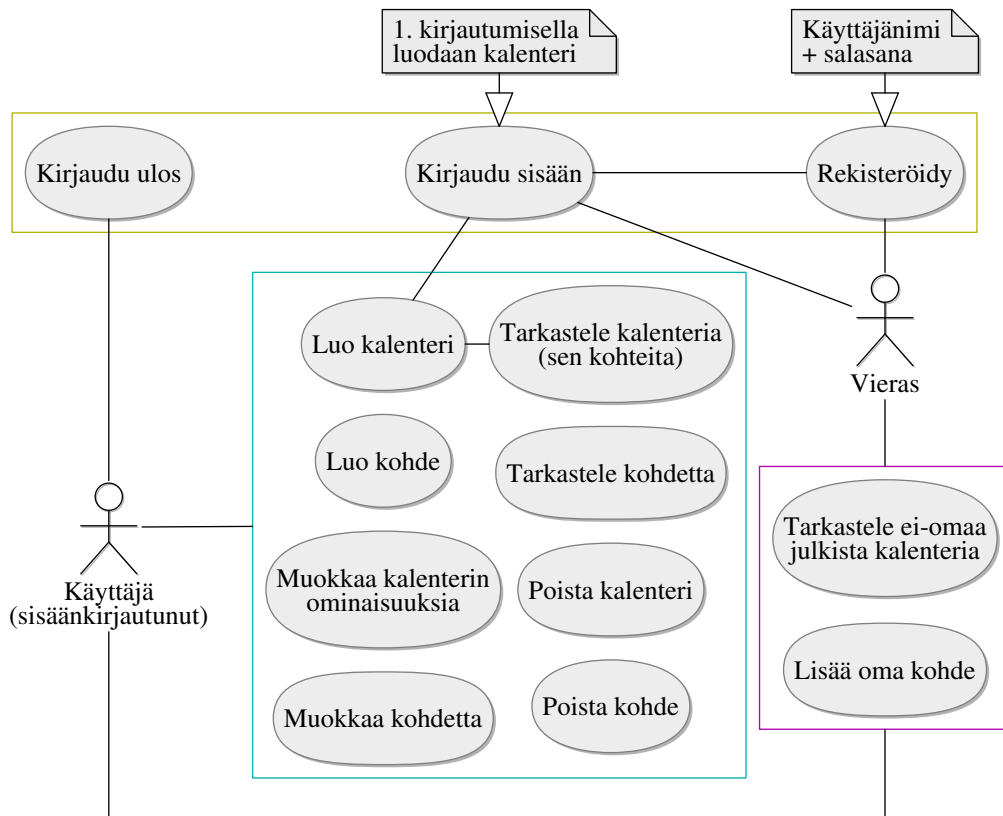 1. kirjautumisella
luodaan kalenteri
Käyttäjänimi
+ salasana
Kirjaudu ulos
Kirjaudu sisään
Rekisteröidy
Luo kalenteri
Tarkastele kalenteria
(sen kohteita)
Vieras
Luo kohde
Tarkastele kohdetta
Käyttäjä
(sisäänkirjautunut)
Muokkaa kalenterin
ominaisuuksia
Poista kalenteri
Muokkaa kohdetta
Poista kohde
Tarkastele ei-omaa
julkista kalenteria
Lisää oma kohde